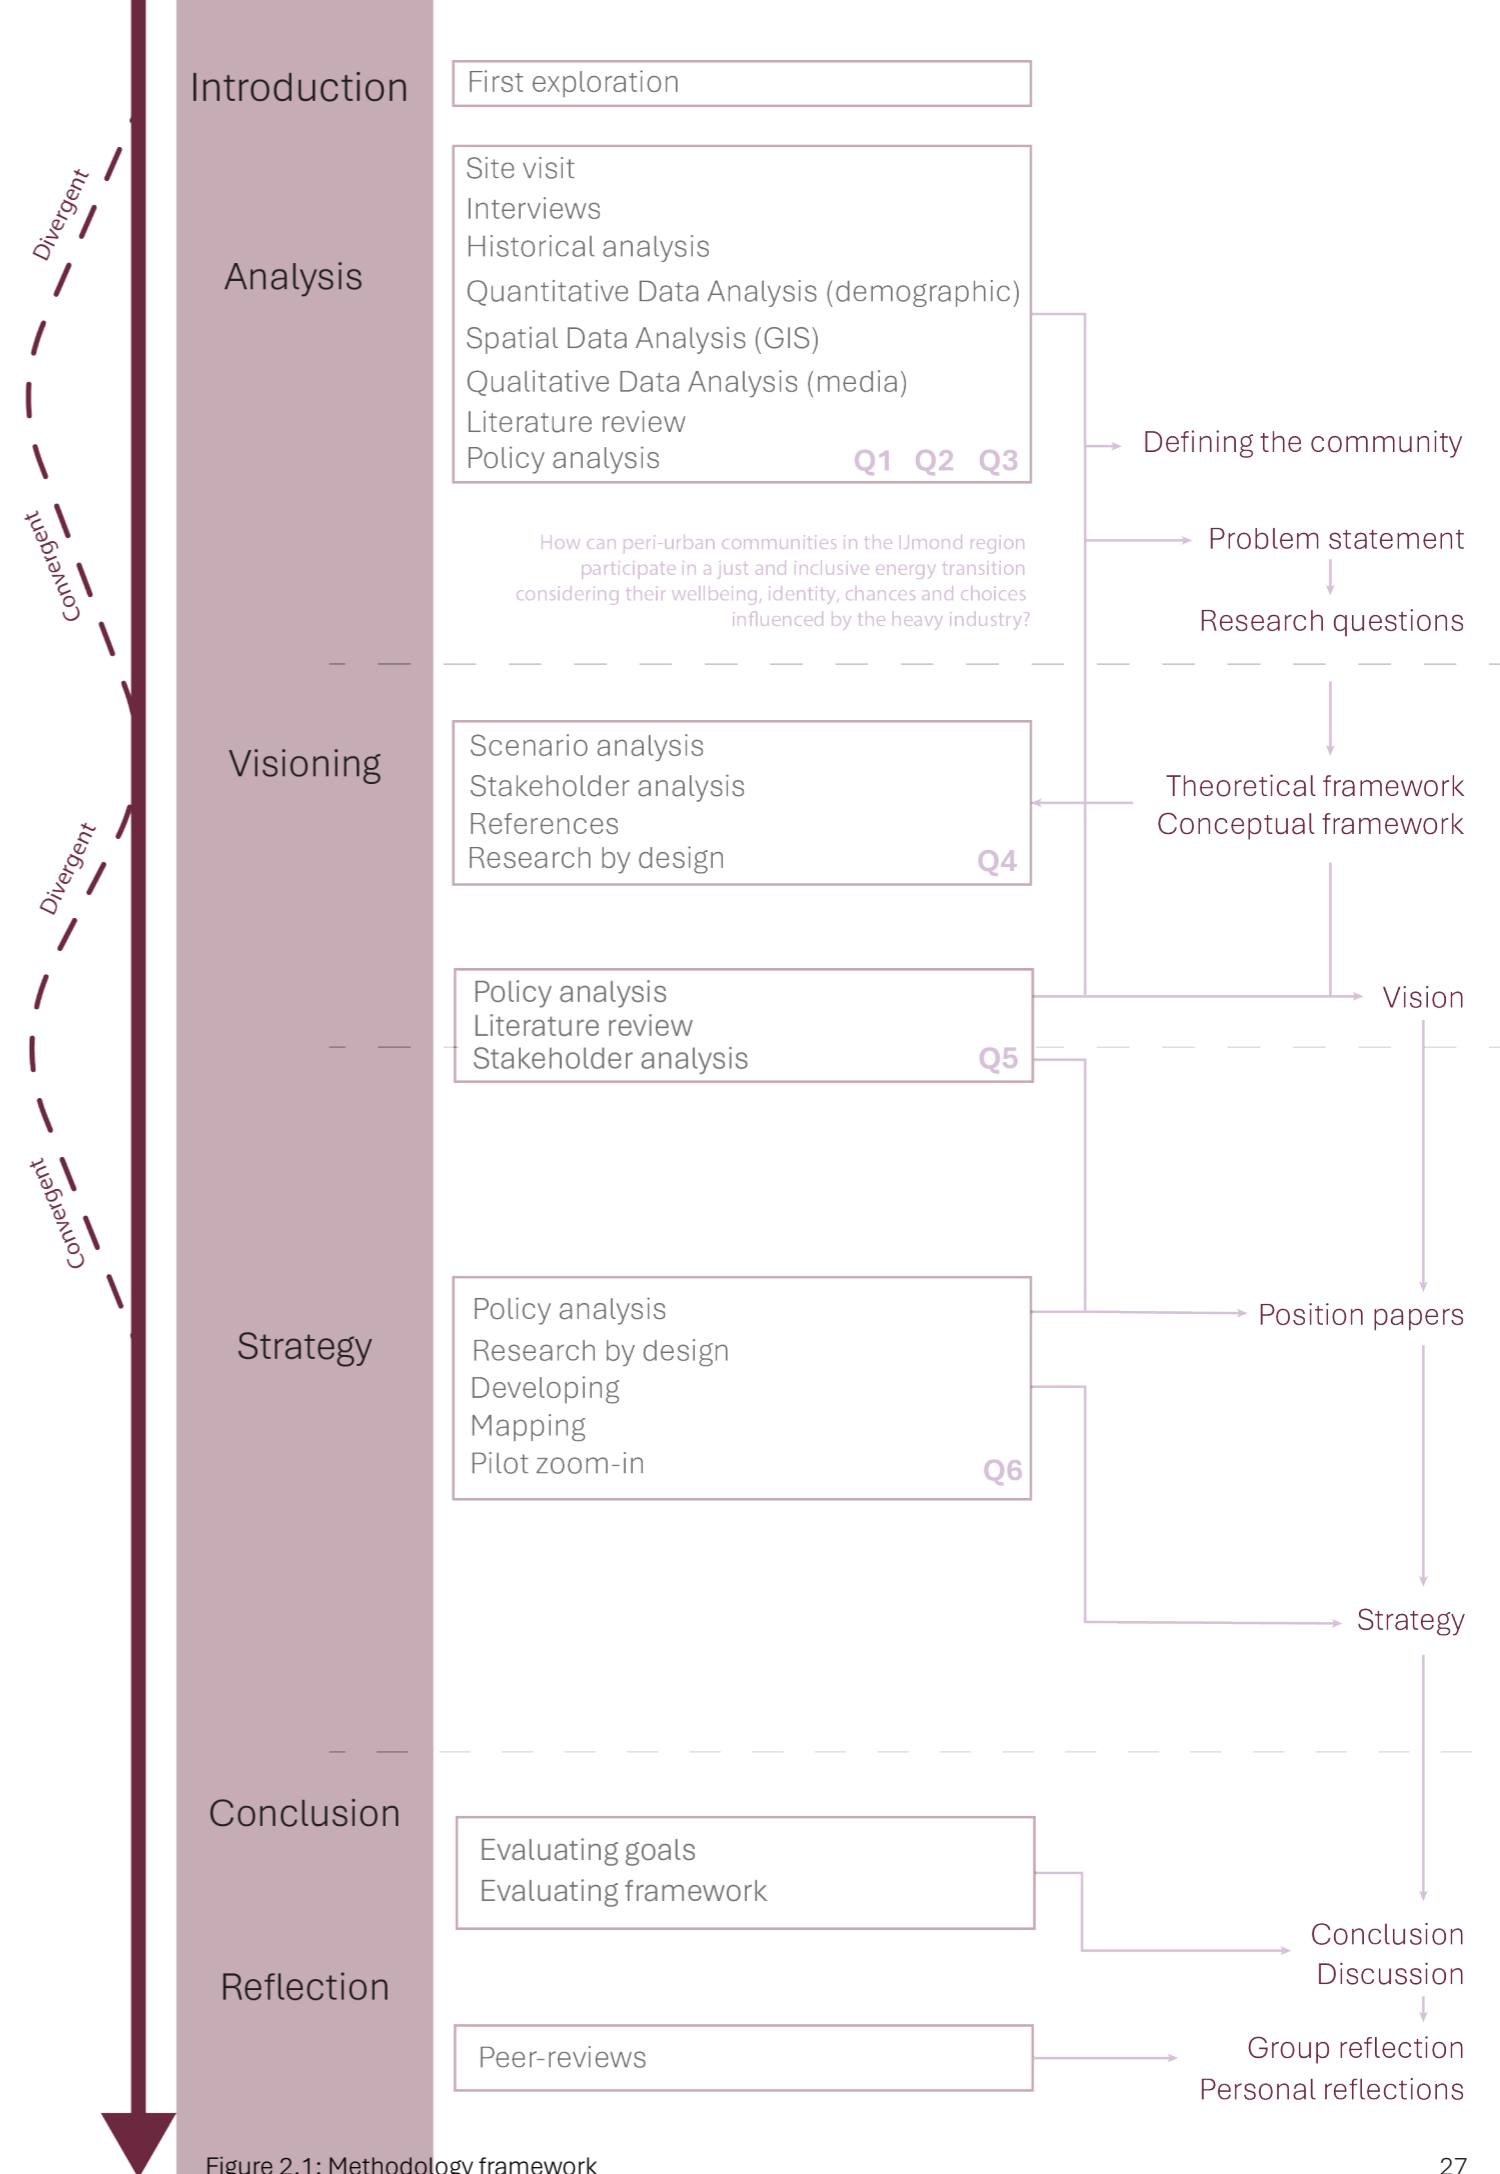 Introduction
First exploration
Divergent
Analysis
Site visit
Interviews
Historical analysis
Quantitative Data Analysis (demographic)
Spatial Data Analysis (GIS)
Qualitative Data Analysis (media)
Literature review
Policy analysis
Q1 Q2 Q3
Defining the community
Convergent
How can peri-urban communities in the IJmond region
participate in a just and inclusive energy transition
considering their wellbeing, identity, chances and choices
influenced by the heavy industry?
Problem statement
Research questions
Visioning
Scenario analysis
Stakeholder analysis
References
Research by design
Q4
Theoretical framework
Conceptual framework
Divergent
Policy analysis
Literature review
Stakeholder analysis
Q5
Vision
Convergent
Strategy
Policy analysis
Research by design
Developing
Mapping
Pilot zoom-in
Q6
Position papers
Strategy
Conclusion
Evaluating goals
Evaluating framework
Conclusion
Discussion
Reflection
Peer-reviews
Group reflection
Personal reflections
Figure 2.1: Methodology framework
27